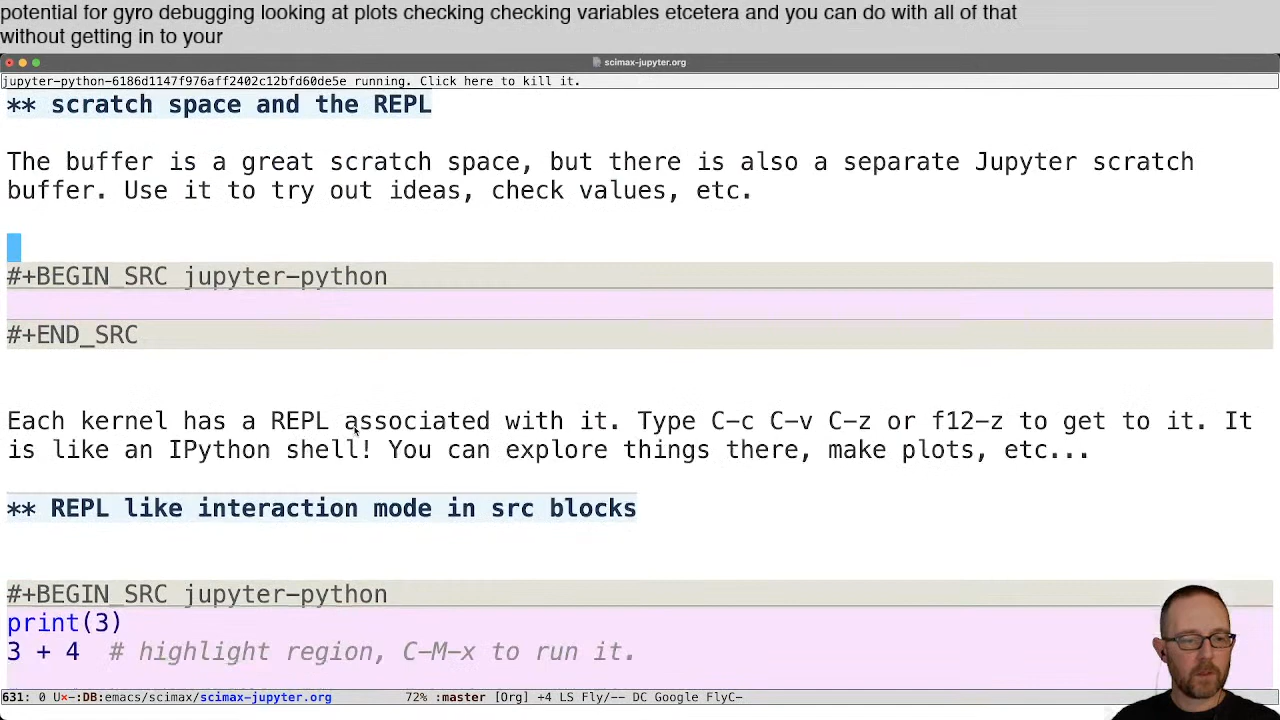 potential for gyro debugging looking at plots checking checking variables etcetera and you can do with all of that
without getting in to your
scimax-jupyter.org
jupyter-python-6186d1147f976aff2402c12bfd60de5e running. Click here to kill it.
** scratch space and the REPL
The buffer is a great scratch space, but there is also a separate Jupyter scratch
buffer. Use it to try out ideas, check values, etc.
#+BEGIN_SRC jupyter-python
#+END_SRC
Each kernel has a REPL associated with it. Type C-c C-v C-z or f12-z to get to it. It
is like an IPython shell! You can explore things there, make plots, etc...
** REPL like interaction mode in src blocks
#+BEGIN_SRC jupyter-python
print(3)
3 + 4  # highlight region, C-M-x to run it.
631: 0 U×-:DB:emacs/scimax/scimax-jupyter.org 72% :master [Org] +4 LS Fly/-- DC Google FlyC-